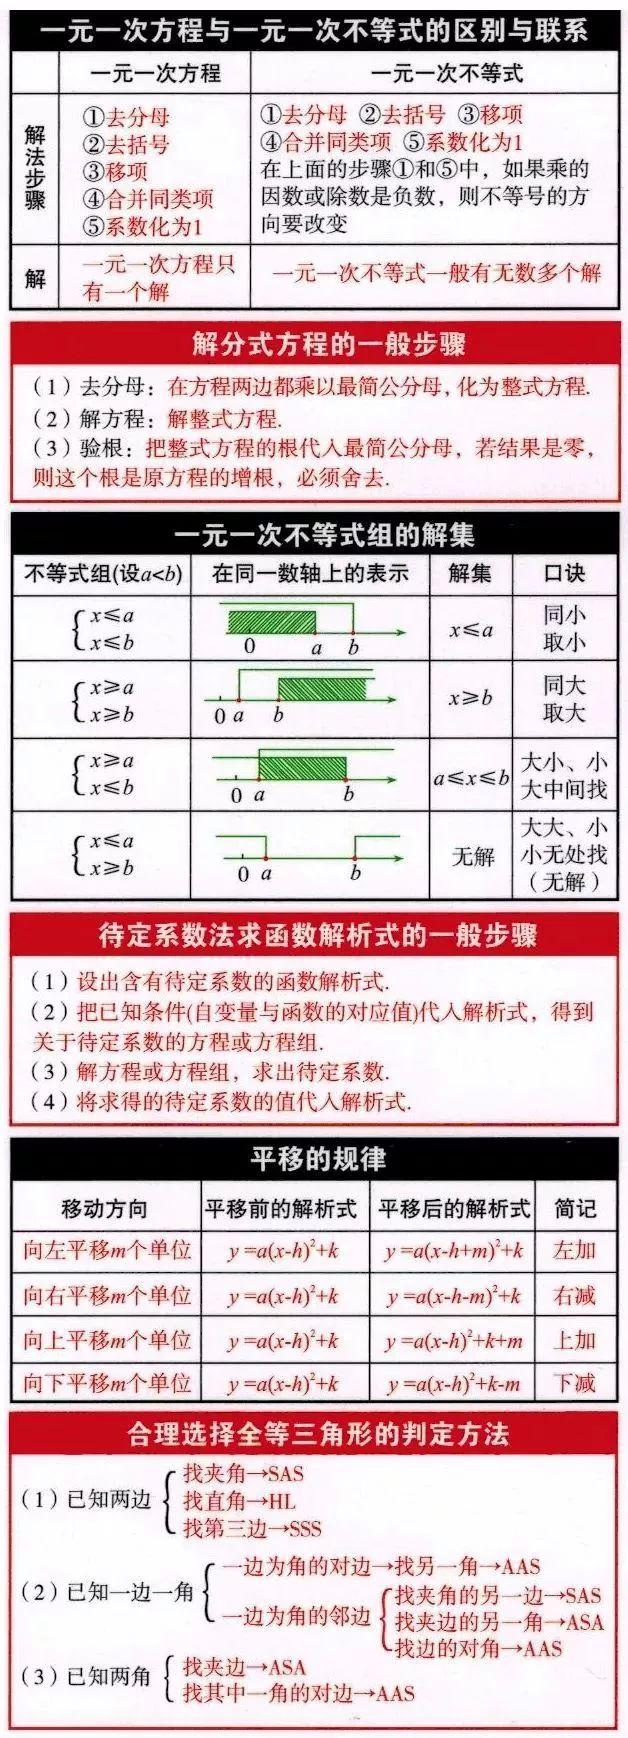 一元一次方程与一元一次不等式的区别与联系
一元一次方程 一元一次不等式
解法步骤
①去分母
②去括号
③移项
④合并同类项
⑤系数化为1
①去分母 ②去括号 ③移项
④合并同类项 ⑤系数化为1
在上面的步骤①和⑤中，如果乘的
因数或除数是负数，则不等号的方
向要改变
解
一元一次方程只
有一个解
一元一次不等式一般有无数多个解
解分式方程的一般步骤
（1）去分母：在方程两边都乘以最简公分母，化为整式方程.
（2）解方程：解整式方程.
（3）验根：把整式方程的根代入最简公分母，若结果是零，
则这个根是原方程的增根，必须舍去.
一元一次不等式组的解集
不等式组(设a<b) 在同一数轴上的表示 解集 口诀
x≤a
x≤b
0 a b
x≤a
同小
取小
x≥a
x≥b
0 a b
x≥b
同大
取大
x≥a
x≤b
0 a b
a≤x≤b
大小、小
大中间找
x≤a
x≥b
0 a b
无解
大大、小
小无处找
（无解）
待定系数法求函数解析式的一般步骤
（1）设出含有待定系数的函数解析式.
（2）把已知条件(自变量与函数的对应值)代入解析式，得到
关于待定系数的方程或方程组.
（3）解方程或方程组，求出待定系数.
（4）将求得的待定系数的值代入解析式.
平移的规律
移动方向 平移前的解析式 平移后的解析式 简记
向左平移m个单位 y=a(x-h)²+k y=a(x-h+m)²+k 左加
向右平移m个单位 y=a(x-h)²+k y=a(x-h-m)²+k 右减
向上平移m个单位 y=a(x-h)²+k y=a(x-h)²+k+m 上加
向下平移m个单位 y=a(x-h)²+k y=a(x-h)²+k-m 下减
合理选择全等三角形的判定方法
（1）已知两边
找夹角→SAS
找直角→HL
找第三边→SSS
（2）已知一边一角
一边为角的对边→找另一角→AAS
一边为角的邻边
找夹角的另一边→SAS
找夹边的另一角→ASA
找边的对角→AAS
（3）已知两角
找夹边→ASA
找其中一角的对边→AAS